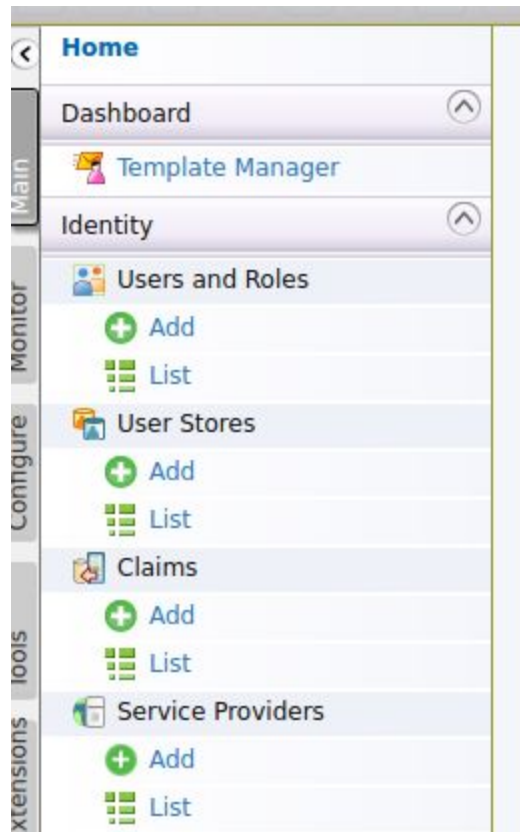 Home
Dashboard
Template Manager
Identity
Users and Roles
Add
List
User Stores
Add
List
Claims
Add
List
Service Providers
Add
List
Main
Monitor
Configure
Tools
xtensions